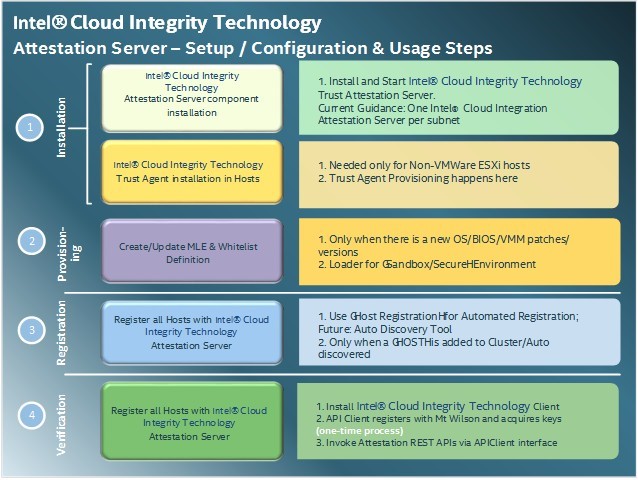 Intel® Cloud Integrity Technology
Attestation Server – Setup / Configuration & Usage Steps
1
Installation
Intel® Cloud Integrity
Technology
Attestation Server component
installation
1. Install and Start Intel® Cloud Integrity Technology
Trust Attestation Server.
Current Guidance: One Intel® Cloud Integration
Attestation Server per subnet
Intel® Cloud Integrity Technology
Trust Agent installation in Hosts
1. Needed only for Non-VMWare ESXi hosts
2. Trust Agent Provisioning happens here
2
Provision-
ing
Create/Update MLE & Whitelist
Definition
1. Only when there is a new OS/BIOS/VMM patches/
versions
2. Loader for GSandbox/SecureHEnvironment
3
Registration
Register all Hosts with Intel® Cloud
Integrity Technology
Attestation Server
1. Use GHost RegistrationHfor Automated Registration;
Future: Auto Discovery Tool
2. Only when a GHOSTHis added to Cluster/Auto
discovered
4
Verification
Register all Hosts with Intel® Cloud
Integrity Technology
Attestation Server
1. Install Intel® Cloud Integrity Technology Client
2. API Client registers with Mt Wilson and acquires keys
(one-time process)
3. Invoke Attestation REST APIs via APIClient interface